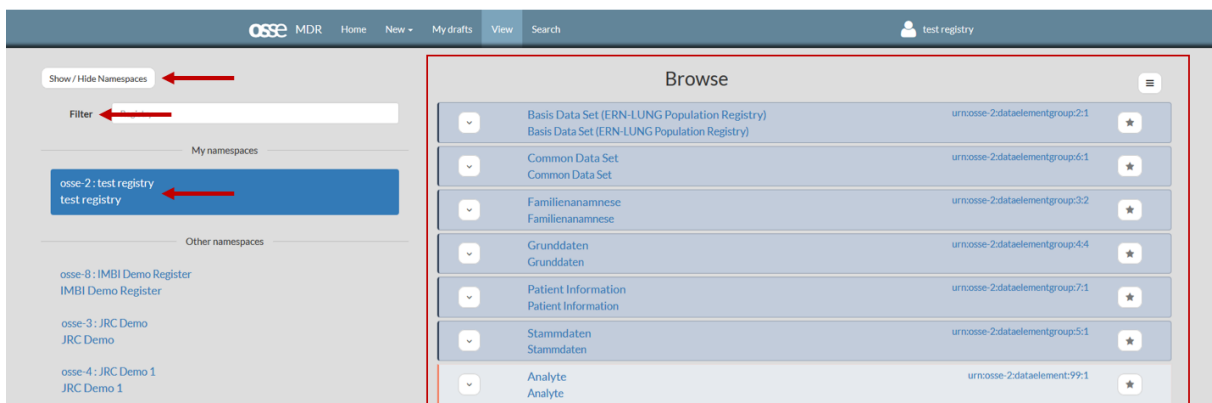 osse MDR Home New My drafts View Search test registry
Show / Hide Namespaces
Filter
My namespaces
osse-2 : test registry
test registry
Other namespaces
osse-8 : IMBI Demo Register
IMBI Demo Register
osse-3 : JRC Demo
JRC Demo
osse-4 : JRC Demo 1
JRC Demo 1
Browse
Basis Data Set (ERN-LUNG Population Registry) urn:osse-2:dataelementgroup:2:1
Basis Data Set (ERN-LUNG Population Registry)
Common Data Set urn:osse-2:dataelementgroup:6:1
Common Data Set
Familienanamnese urn:osse-2:dataelementgroup:3:2
Familienanamnese
Grunddaten urn:osse-2:dataelementgroup:4:4
Grunddaten
Patient Information urn:osse-2:dataelementgroup:7:1
Patient Information
Stammdaten urn:osse-2:dataelementgroup:5:1
Stammdaten
Analyte urn:osse-2:dataelement:99:1
Analyte